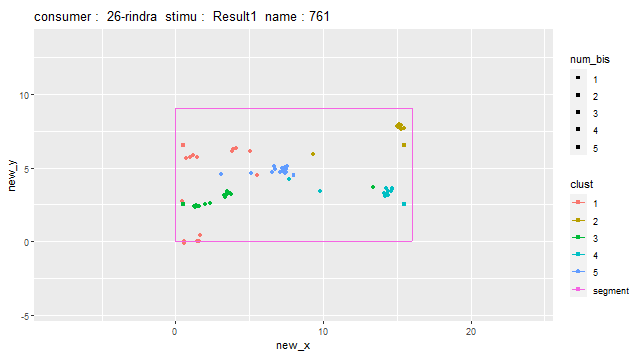 consumer :  26-rindra  stimu :  Result1  name : 761
10
5
0
-5
new_y
0
10
20
new_x
num_bis
1
2
3
4
5
clust
1
2
3
4
5
segment